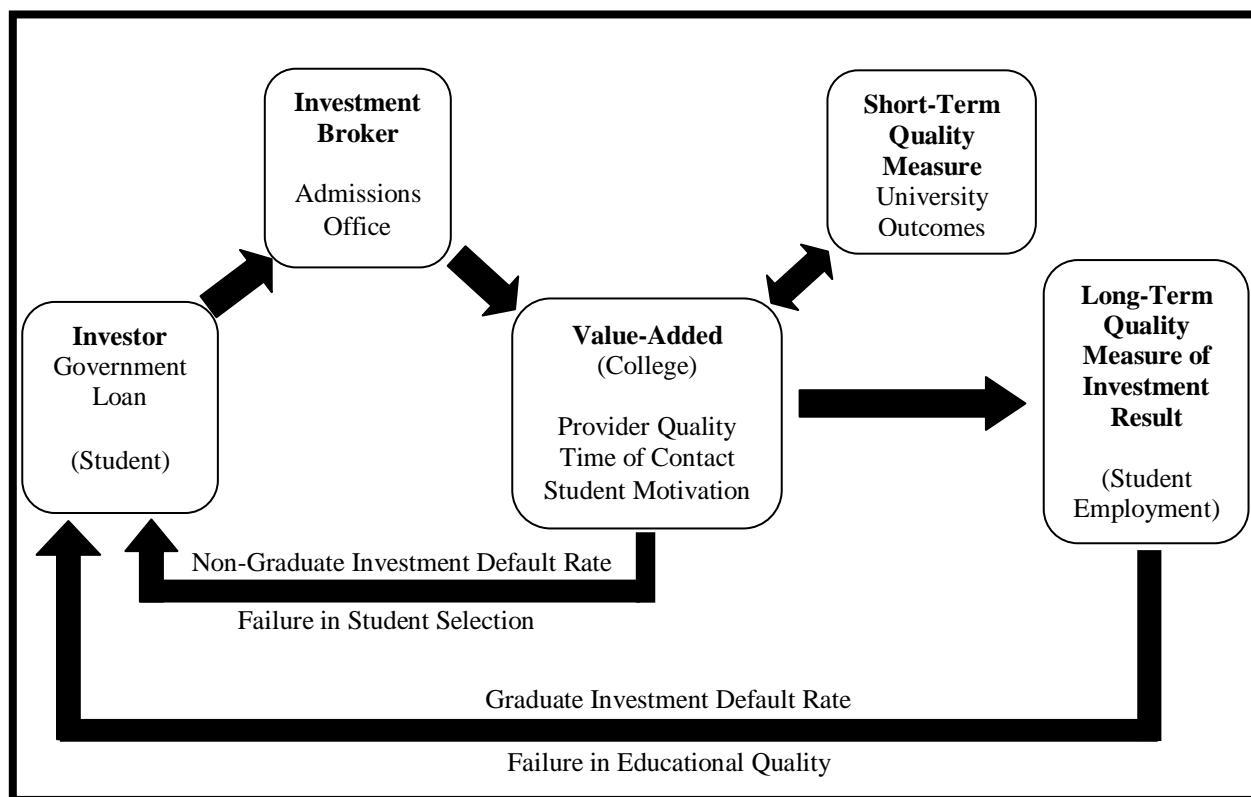 Investment
Broker
Admissions
Office
Short-Term
Quality
Measure
University
Outcomes
Investor
Government
Loan
(Student)
Value-Added
(College)
Provider Quality
Time of Contact
Student Motivation
Long-Term
Quality
Measure of
Investment
Result
(Student
Employment)
Non-Graduate Investment Default Rate
Failure in Student Selection
Graduate Investment Default Rate
Failure in Educational Quality